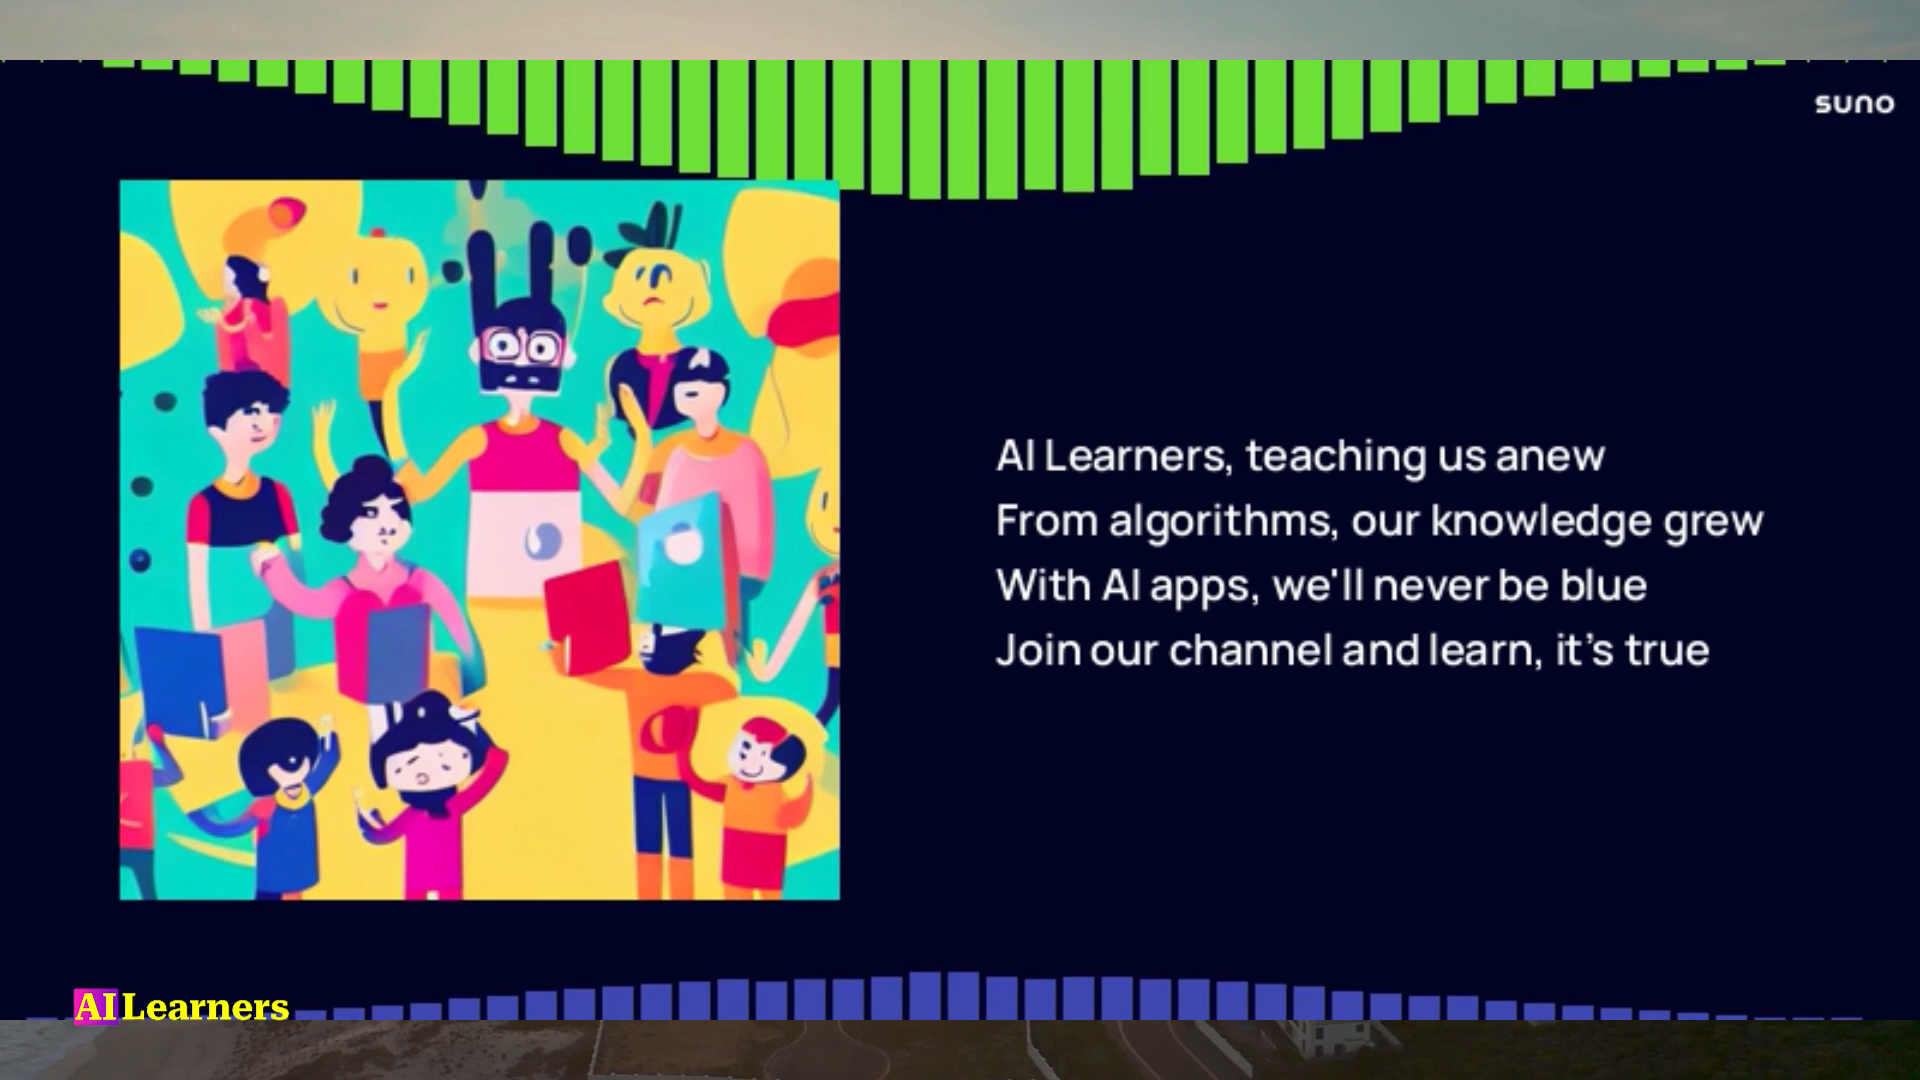 suno
AI Learners, teaching us anew
From algorithms, our knowledge grew
With AI apps, we'll never be blue
Join our channel and learn, it’s true
AI Learners